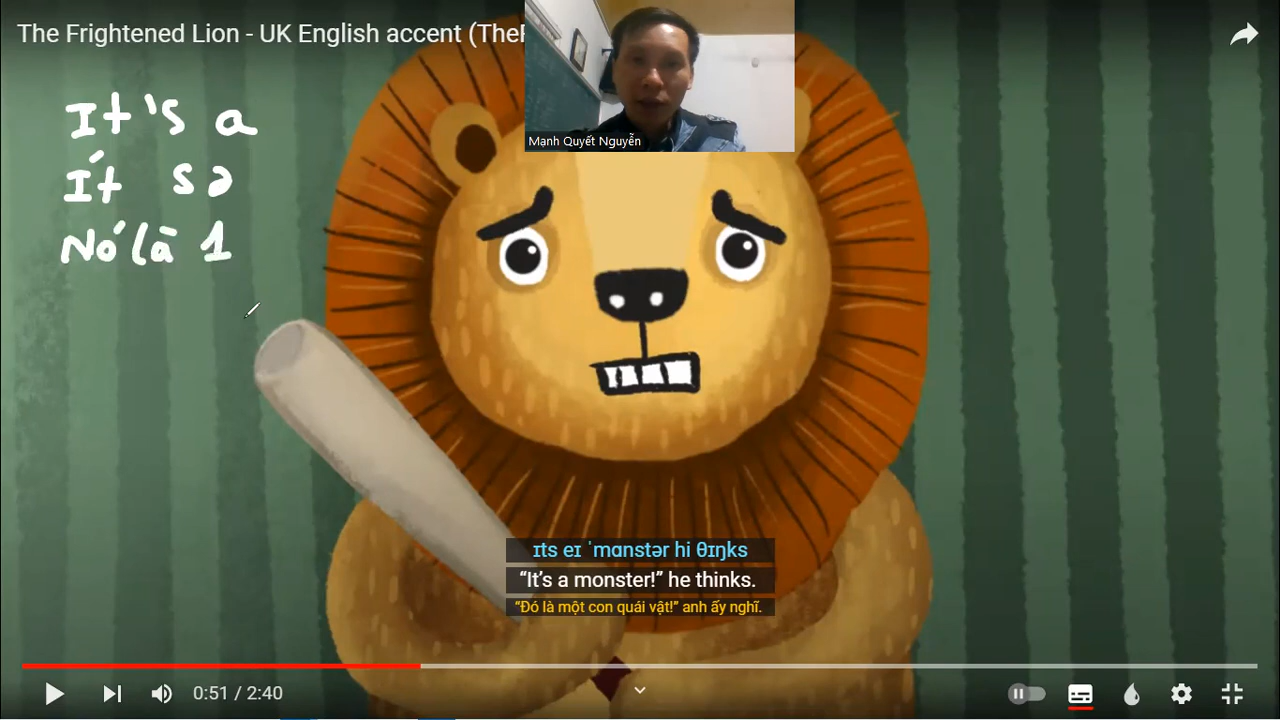 The Frightened Lion - UK English accent (TheF
Mạnh Quyết Nguyễn
It's a
Ít sə
Nó là 1
ɪts eɪ ˈmɑnstər hi θɪŋks
“It’s a monster!” he thinks.
“Đó là một con quái vật!” anh ấy nghĩ.
0:51 / 2:40